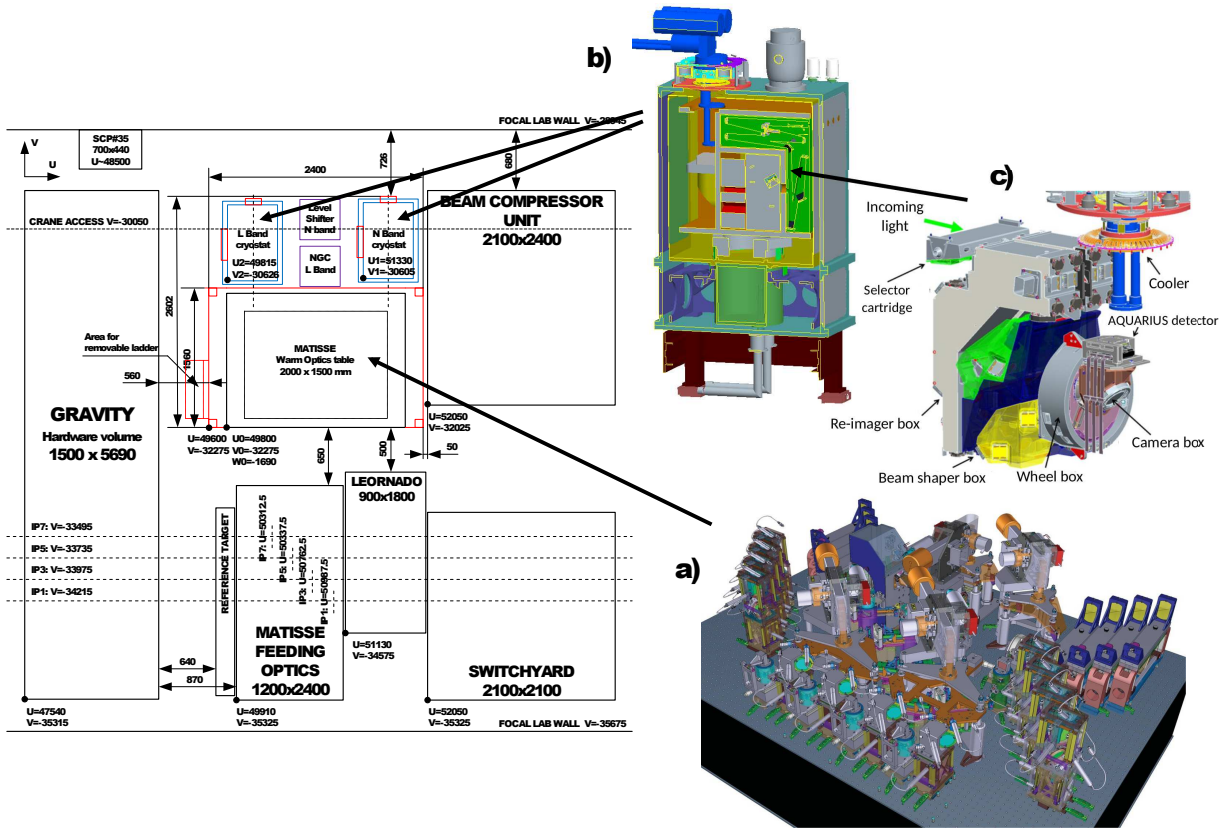 b)
SCP#35
700x440
U~48500
FOCAL LAB WALL V=-28945
V
U
2400
726
680
CRANE ACCESS V=-30050
Level
Shifter
N band
L Band
cryostat
U2=49815
V2=-30626
NGC
L Band
N Band
cryostat
U1=51330
V1=-30605
BEAM COMPRESSOR
UNIT
2100x2400
2602
1560
Area for
removable ladder
560
MATISSE
Warm Optics table
2000 x 1500 mm
GRAVITY
Hardware volume
1500 x 5690
U=49600
V=-32275
U0=49800
V0=-32275
W0=-1690
650
500
50
U=52050
V=-32025
LEORNADO
900x1800
IP7: V=-33495
IP5: V=-33735
IP3: V=-33975
IP1: V=-34215
REFERENCE TARGET
IP7: U=50312.5
IP5: U=50337.5
IP3: U=50762.5
IP1: U=50987.5
MATISSE
FEEDING
OPTICS
1200x2400
U=51130
V=-34575
SWITCHYARD
2100x2100
640
870
U=47540
V=-35315
U=49910
V=-35325
U=52050
V=-35325
FOCAL LAB WALL V=-35675
c)
Incoming
light
Selector
cartridge
Cooler
AQUARIUS detector
Re-imager box
Camera box
Beam shaper box
Wheel box
a)